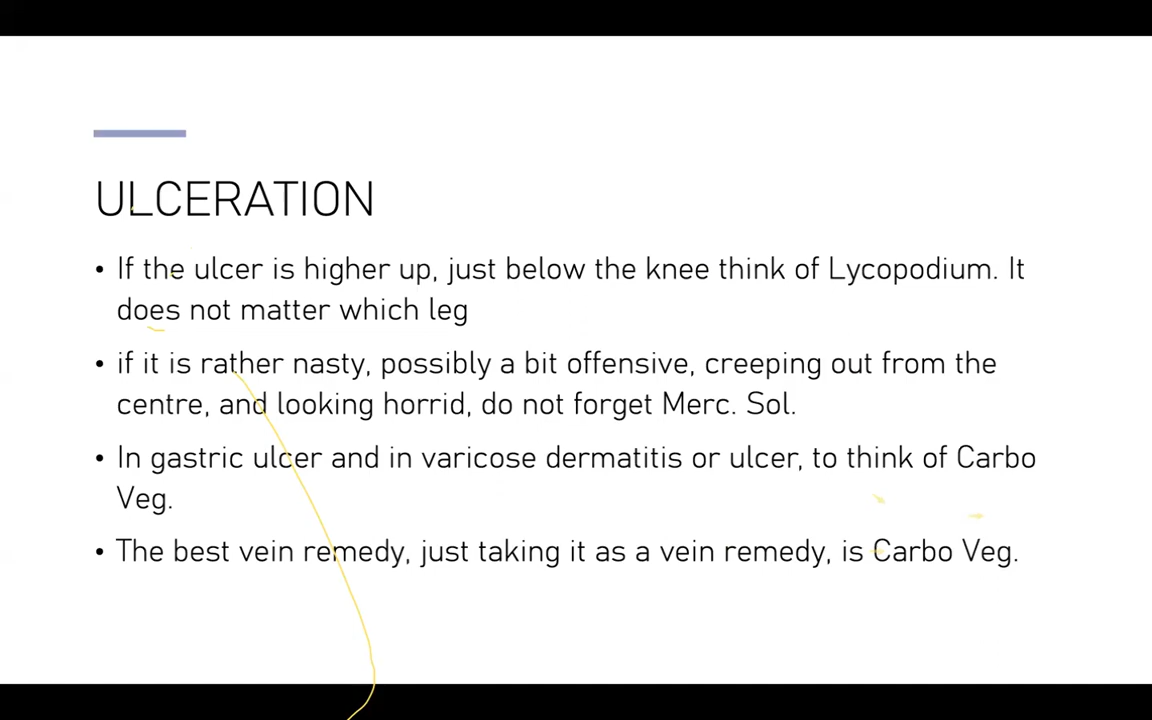 ULCERATION
• If the ulcer is higher up, just below the knee think of Lycopodium. It
does not matter which leg
• if it is rather nasty, possibly a bit offensive, creeping out from the
centre, and looking horrid, do not forget Merc. Sol.
• In gastric ulcer and in varicose dermatitis or ulcer, to think of Carbo
Veg.
• The best vein remedy, just taking it as a vein remedy, is Carbo Veg.